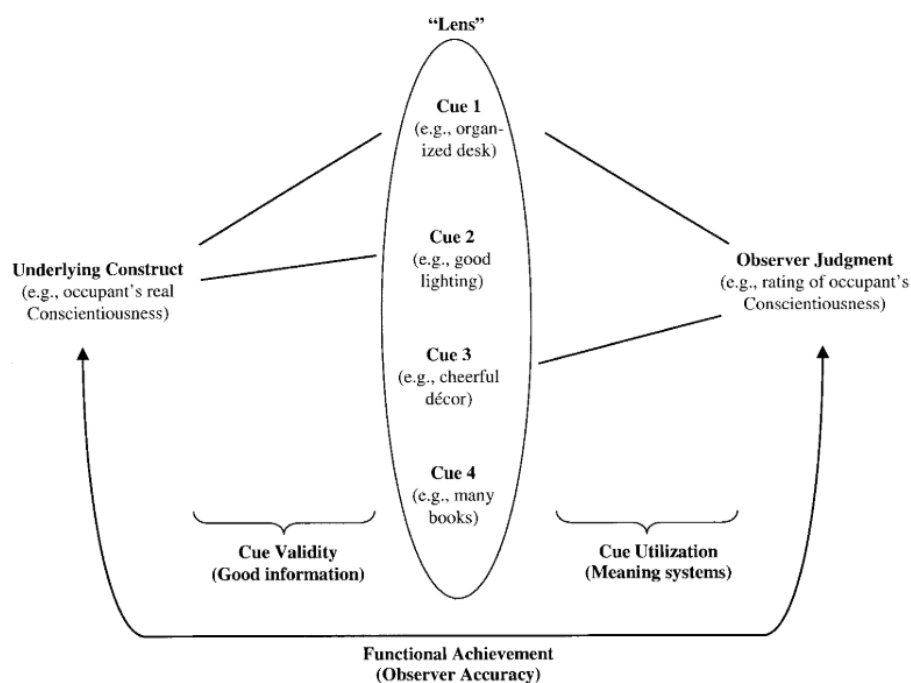 “Lens”
Cue 1
(e.g., organ-
ized desk)
Cue 2
(e.g., good
lighting)
Underlying Construct
(e.g., occupant’s real
Conscientiousness)
Observer Judgment
(e.g., rating of occupant’s
Conscientiousness)
Cue 3
(e.g., cheerful
décor)
Cue 4
(e.g., many
books)
Cue Validity
(Good information)
Cue Utilization
(Meaning systems)
Functional Achievement
(Observer Accuracy)